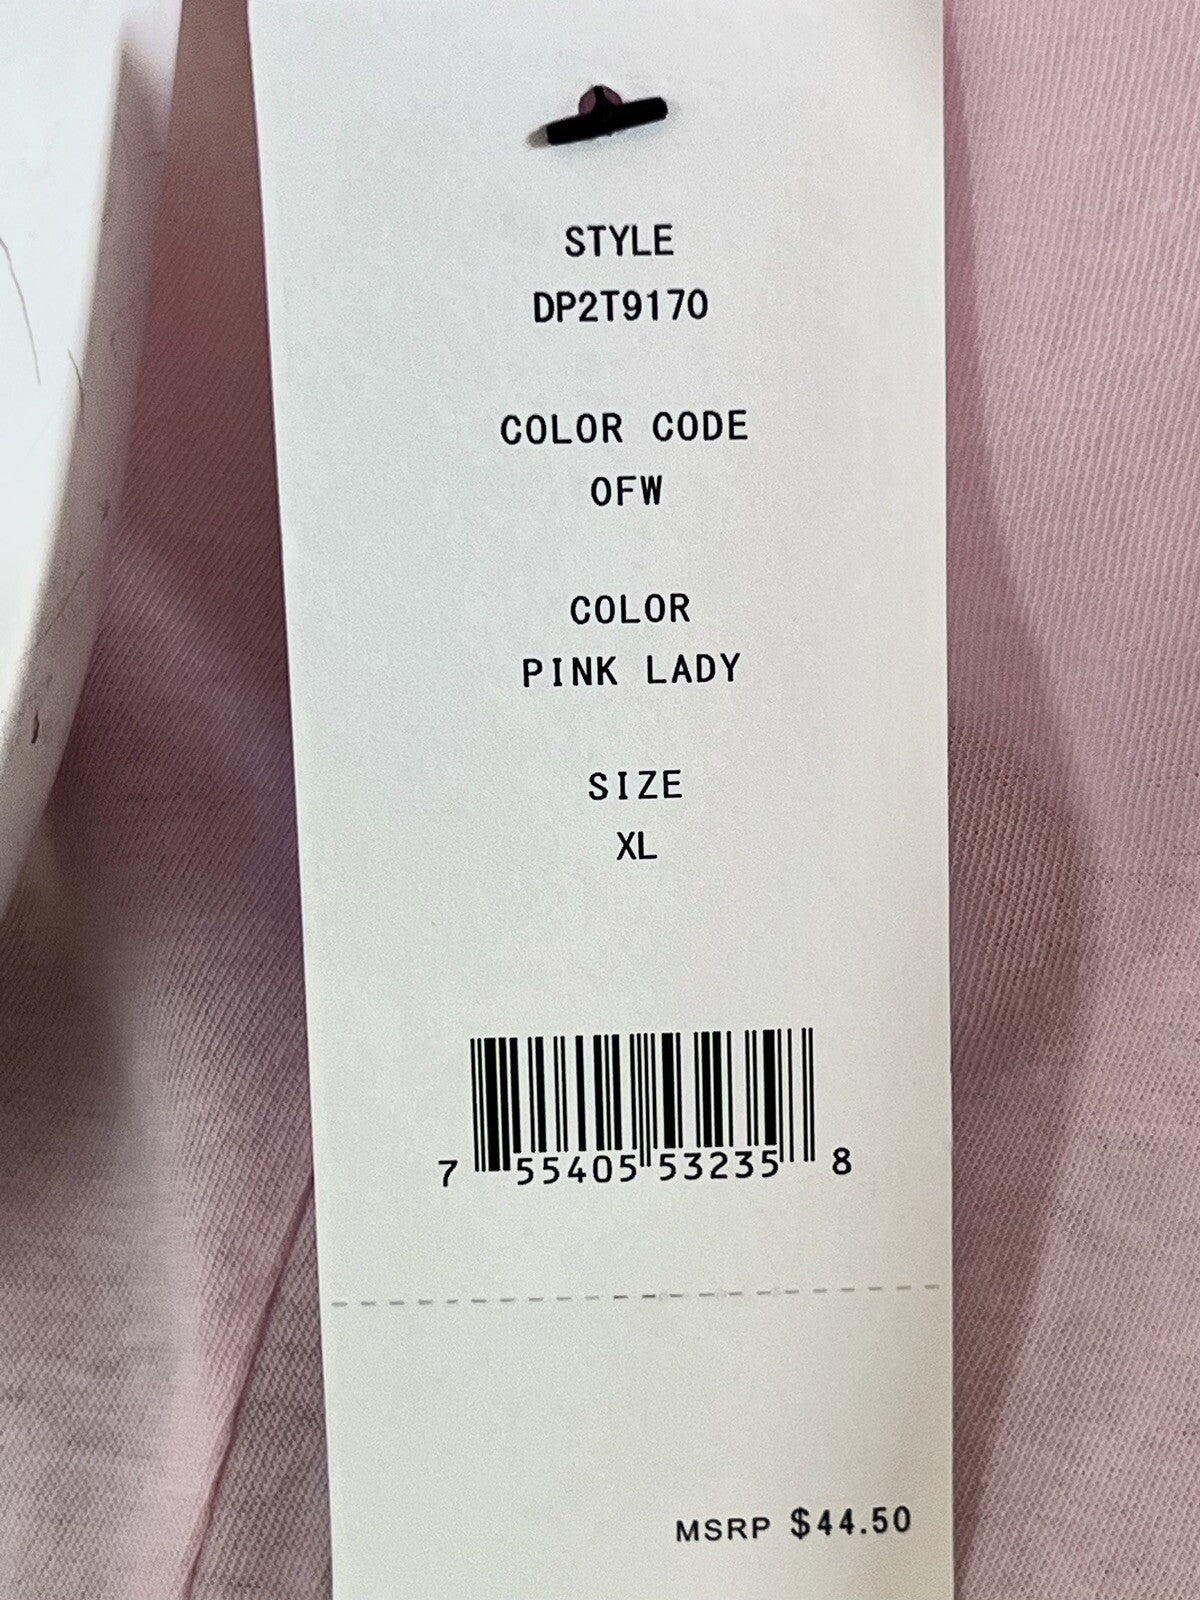 STYLE
DP2T9170
COLOR CODE
OFW
COLOR
PINK LADY
SIZE
XL
7 55405 53235 8
MSRP $44.50